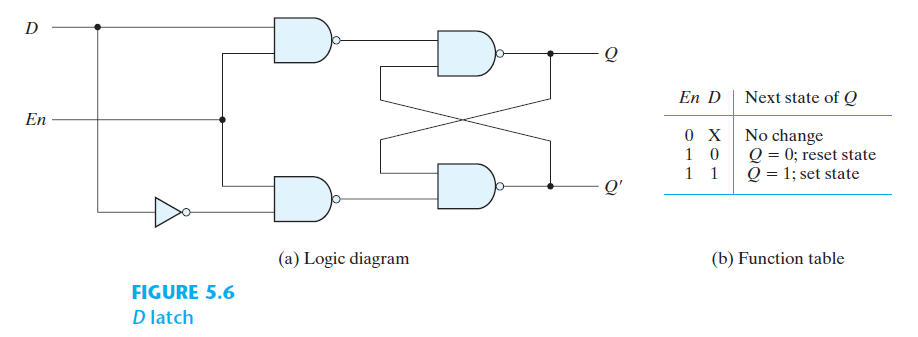 D
En
Q
Q'
En D Next state of Q
0 X No change
1 0 Q = 0; reset state
1 1 Q = 1; set state
(a) Logic diagram
(b) Function table
FIGURE 5.6
D latch